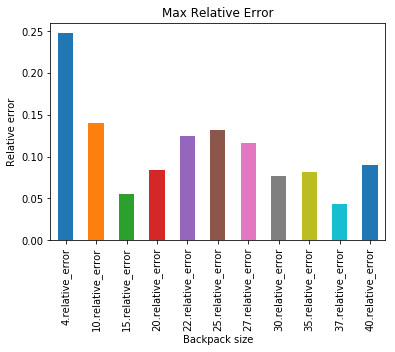 Max Relative Error
Relative error
0.25
0.20
0.15
0.10
0.05
0.00
4.relative_error
10.relative_error
15.relative_error
20.relative_error
22.relative_error
25.relative_error
27.relative_error
30.relative_error
35.relative_error
37.relative_error
40.relative_error
Backpack size